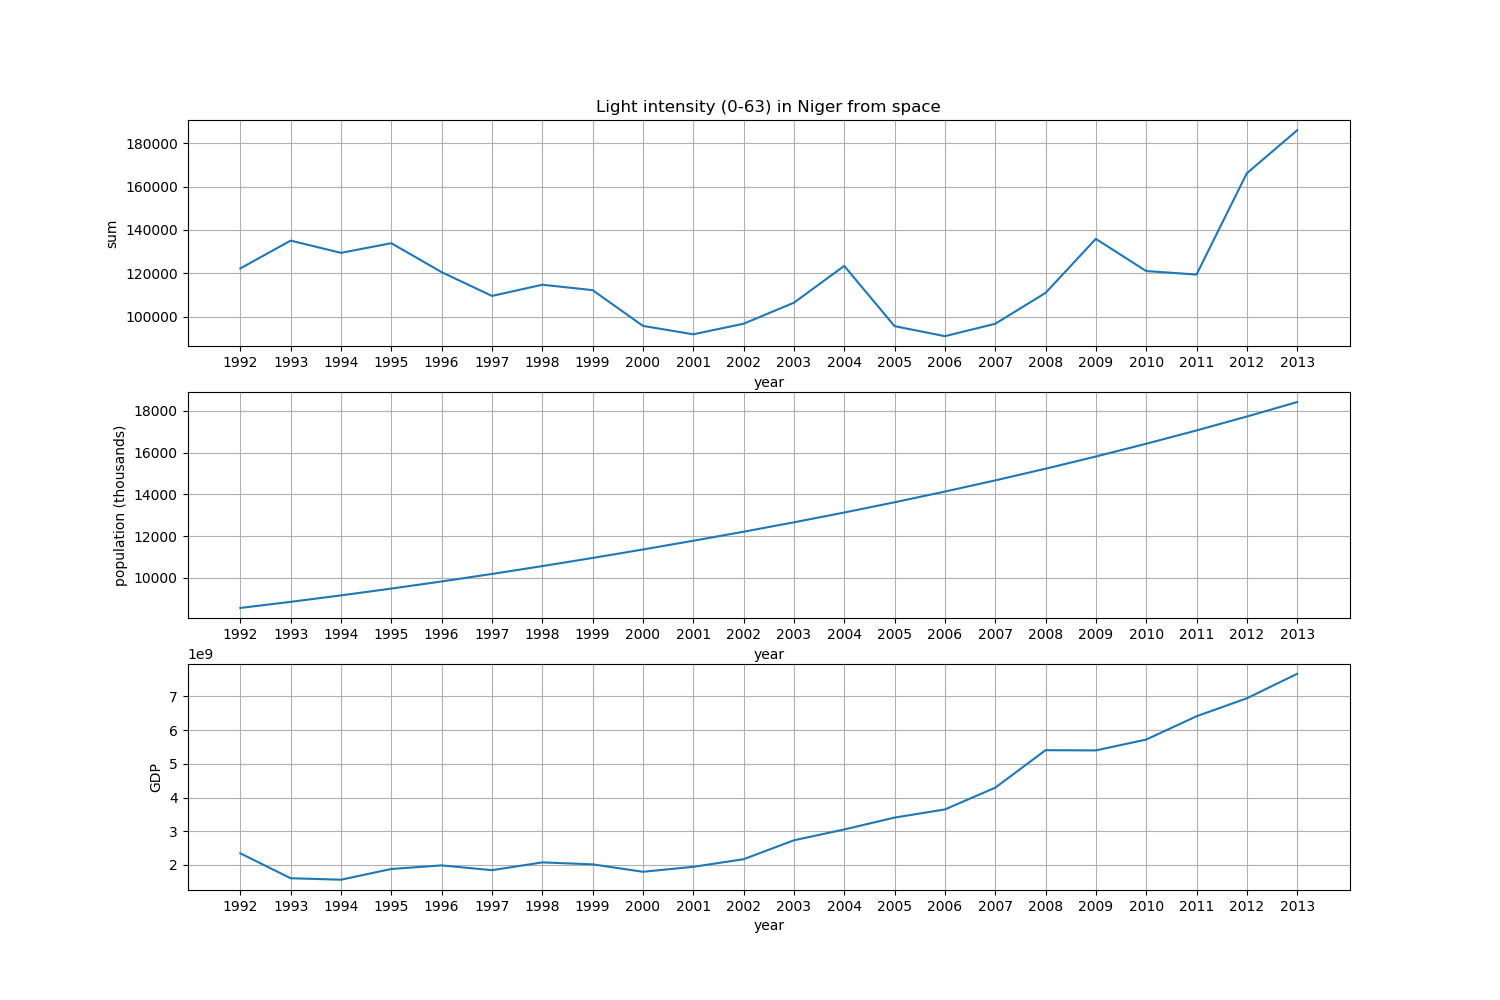 Light intensity (0-63) in Niger from space
180000
160000
140000
120000
100000
sum
1992 1993 1994 1995 1996 1997 1998 1999 2000 2001 2002 2003 2004 2005 2006 2007 2008 2009 2010 2011 2012 2013
year
18000
16000
14000
12000
10000
population (thousands)
1992 1993 1994 1995 1996 1997 1998 1999 2000 2001 2002 2003 2004 2005 2006 2007 2008 2009 2010 2011 2012 2013
year
1e9
7
6
5
4
3
2
GDP
1992 1993 1994 1995 1996 1997 1998 1999 2000 2001 2002 2003 2004 2005 2006 2007 2008 2009 2010 2011 2012 2013
year